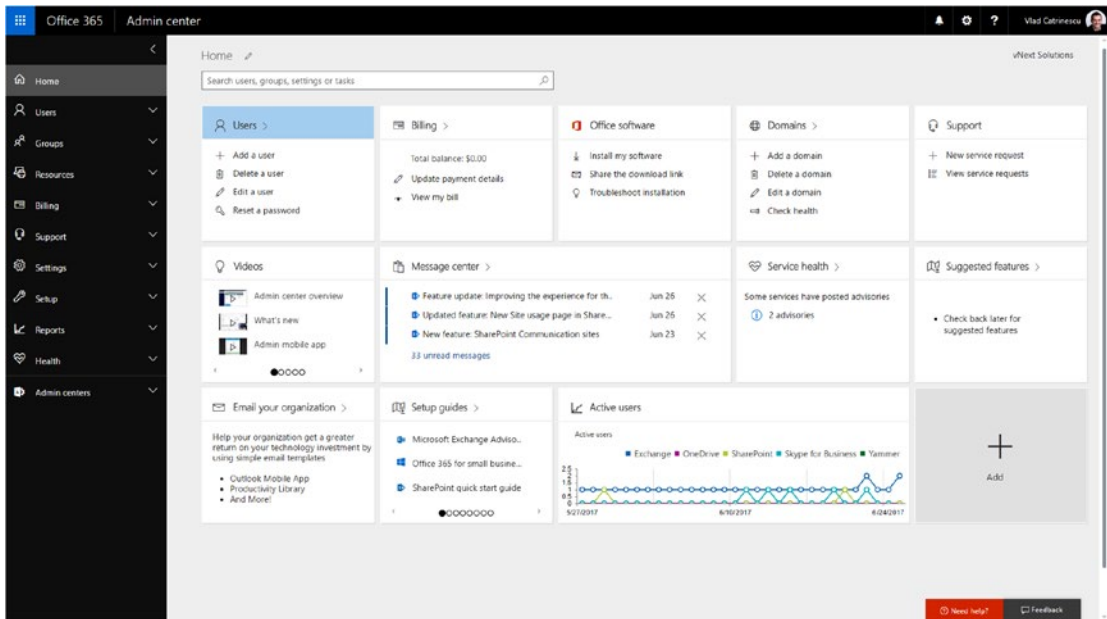 Office 365
Admin center
Vlad Catrinescu
Home
vNext Solutions
Search users, groups, settings or tasks
Home
Users
Groups
Resources
Billing
Support
Settings
Setup
Reports
Health
Admin centers
Users >
Add a user
Delete a user
Edit a user
Reset a password
Billing >
Total balance: $0.00
Update payment details
View my bill
Office software
Install my software
Share the download link
Troubleshoot installation
Domains >
Add a domain
Delete a domain
Edit a domain
Check health
Support
New service request
View service requests
Videos
Admin center overview
What's new
Admin mobile app
Message center >
Feature update: Improving the experience for th.. Jun 26
Updated feature: New Site usage page in Share... Jun 26
New feature: SharePoint Communication sites Jun 23
33 unread messages
Service health >
Some services have posted advisories
2 advisories
Suggested features >
Check back later for
suggested features
Email your organization >
Help your organization get a greater
return on your technology investment by
using simple email templates
Outlook Mobile App
Productivity Library
And More!
Setup guides >
Microsoft Exchange Adviso..
Office 365 for small busine...
SharePoint quick start guide
Active users
Active users
Exchange OneDrive SharePoint Skype for Business Yammer
2.5
2
1.5
1
0.5
0
5/27/2017 6/10/2017 6/24/2017
Add
Need help?
Feedback